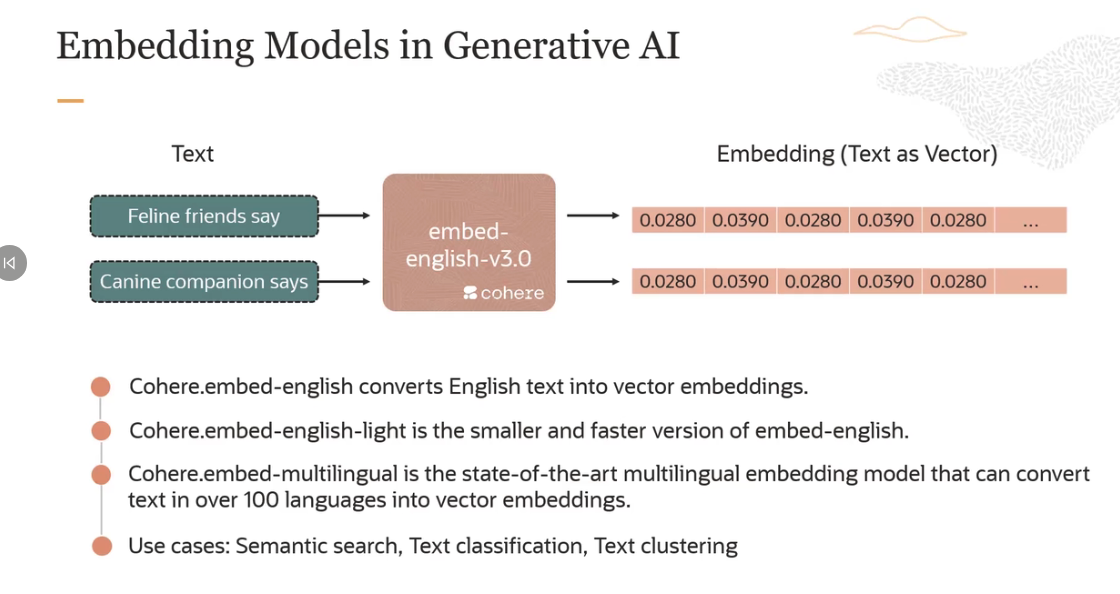 Embedding Models in Generative AI
Text
Embedding (Text as Vector)
Feline friends say
embed-
english-v3.0
cohere
0.0280 0.0390 0.0280 0.0390 0.0280 ...
Canine companion says
0.0280 0.0390 0.0280 0.0390 0.0280 ...
Cohere.embed-english converts English text into vector embeddings.
Cohere.embed-english-light is the smaller and faster version of embed-english.
Cohere.embed-multilingual is the state-of-the-art multilingual embedding model that can convert
text in over 100 languages into vector embeddings.
Use cases: Semantic search, Text classification, Text clustering